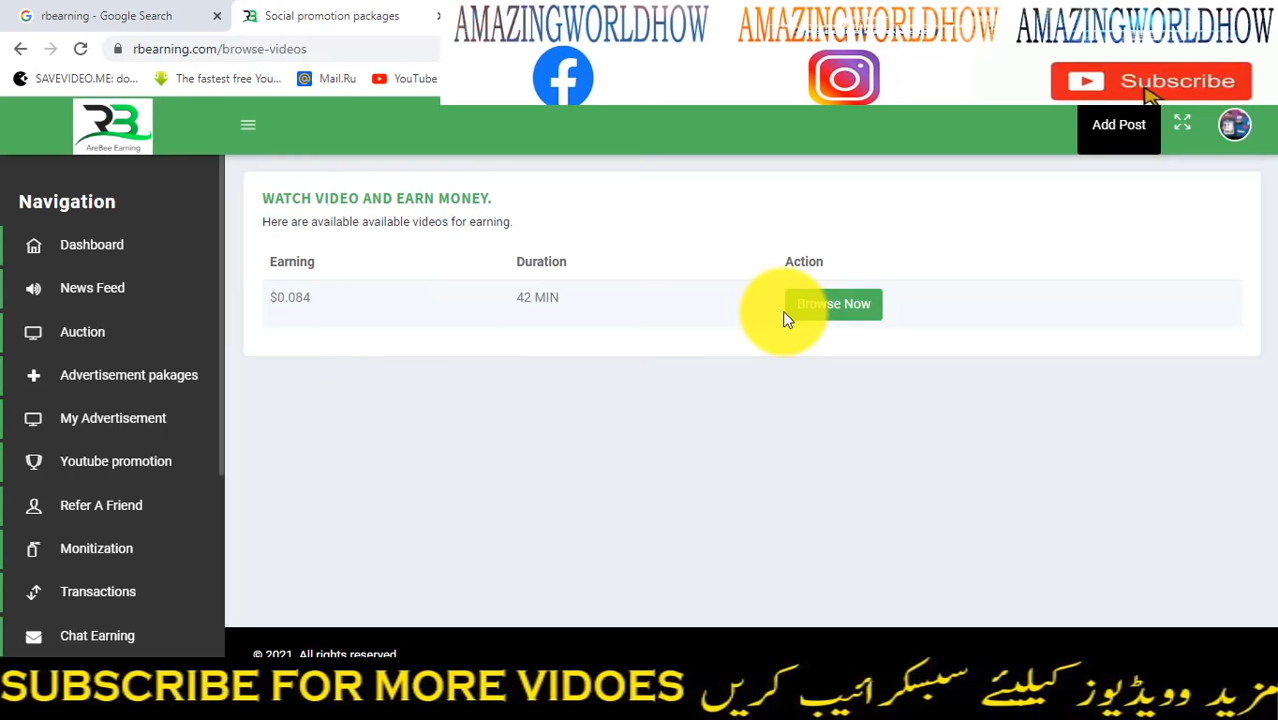 rbearning - Google Search
Social promotion packages
AMAZINGWORLDHOW
AMAZINGWORLDHOW
AMAZINGWORLDHOW
rbearning.com/browse-videos
SAVEVIDEO.ME: do...
The fastest free You...
Mail.Ru
YouTube
Subscribe
RB
AreBee Earning
Add Post
Navigation
Dashboard
News Feed
Auction
Advertisement pakages
My Advertisement
Youtube promotion
Refer A Friend
Monitization
Transactions
Chat Earning
WATCH VIDEO AND EARN MONEY.
Here are available available videos for earning.
Earning Duration Action
$0.084 42 MIN Browse Now
© 2021. All rights reserved
SUBSCRIBE FOR MORE VIDOES مزید وویڈیوز کیلیئے سبسکرائیب کریں